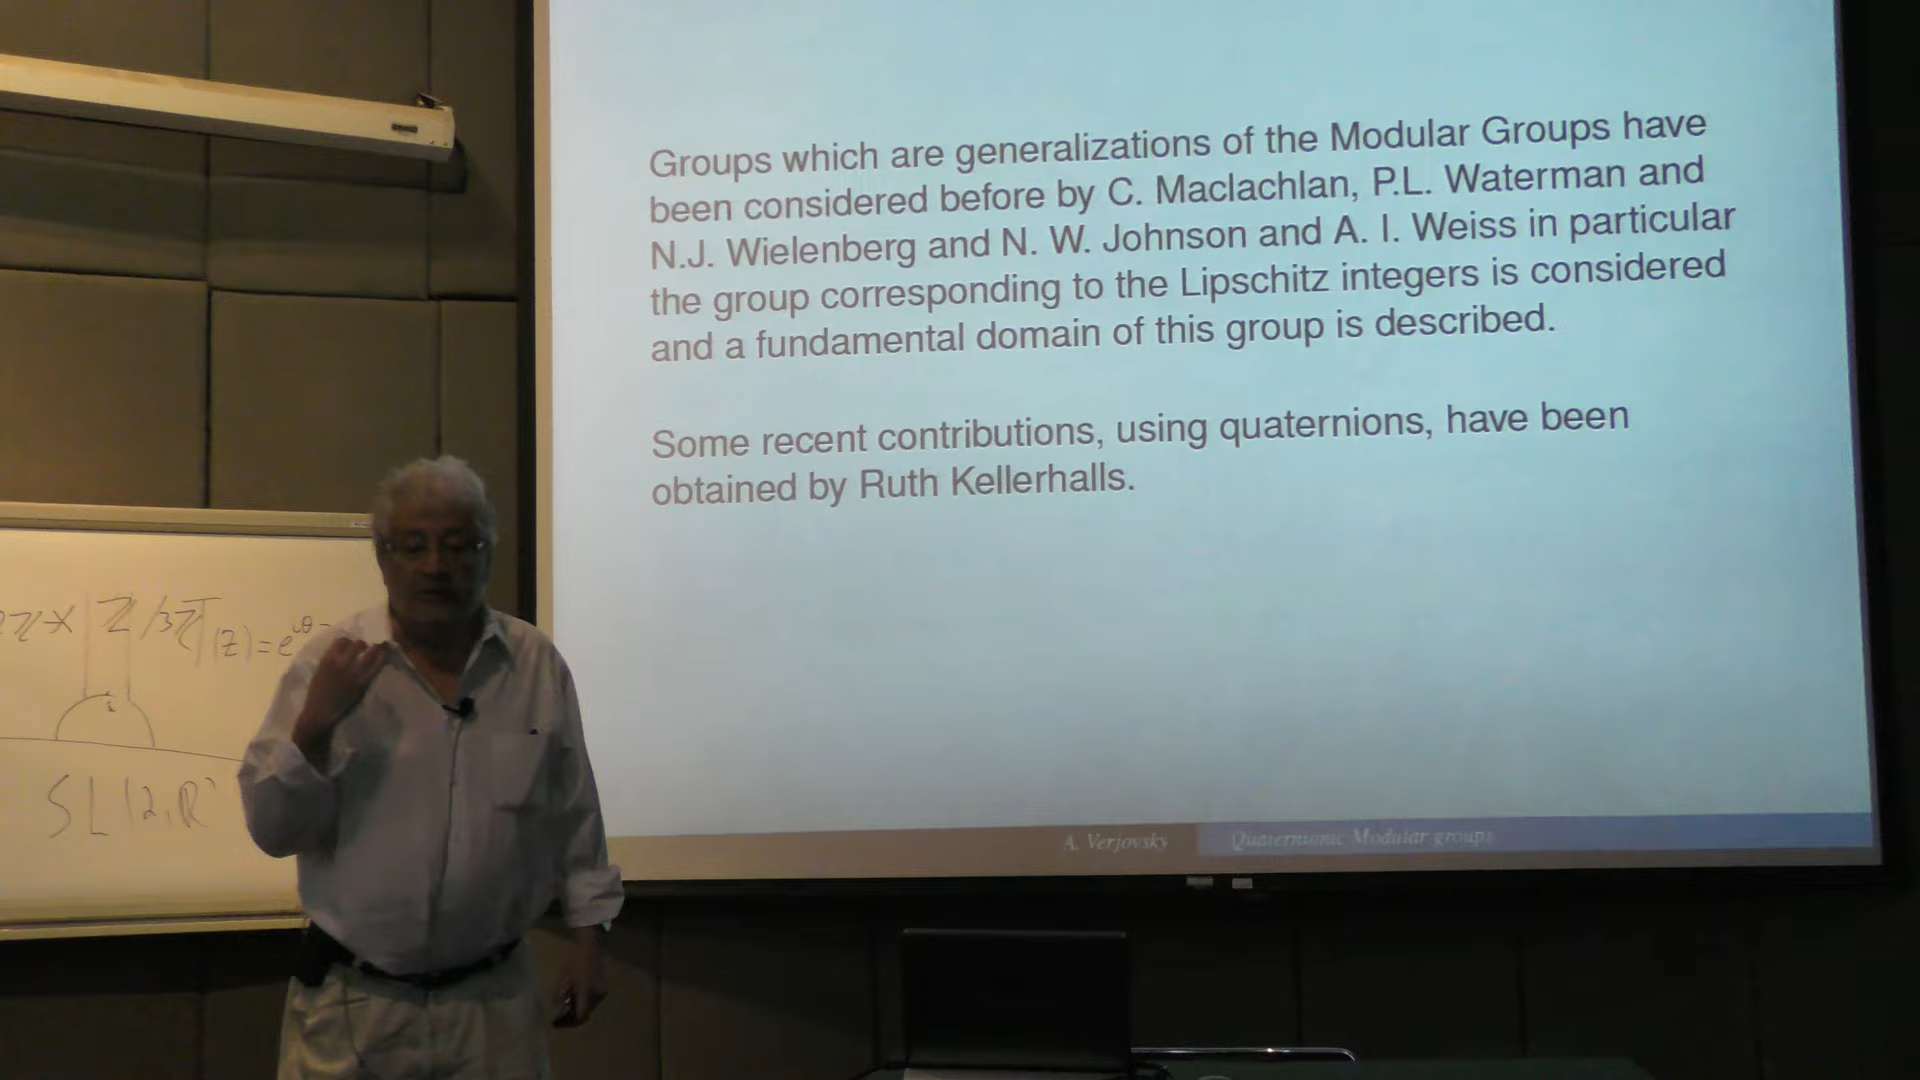 Groups which are generalizations of the Modular Groups have
been considered before by C. Maclachlan, P.L. Waterman and
N.J. Wielenberg and N. W. Johnson and A. I. Weiss in particular
the group corresponding to the Lipschitz integers is considered
and a fundamental domain of this group is described.
Some recent contributions, using quaternions, have been
obtained by Ruth Kellerhalls.
A. Verjovsky Quaternionic Modular groups
ℤ/3ℤ |z|=e^iθ
i
SL(2,R)